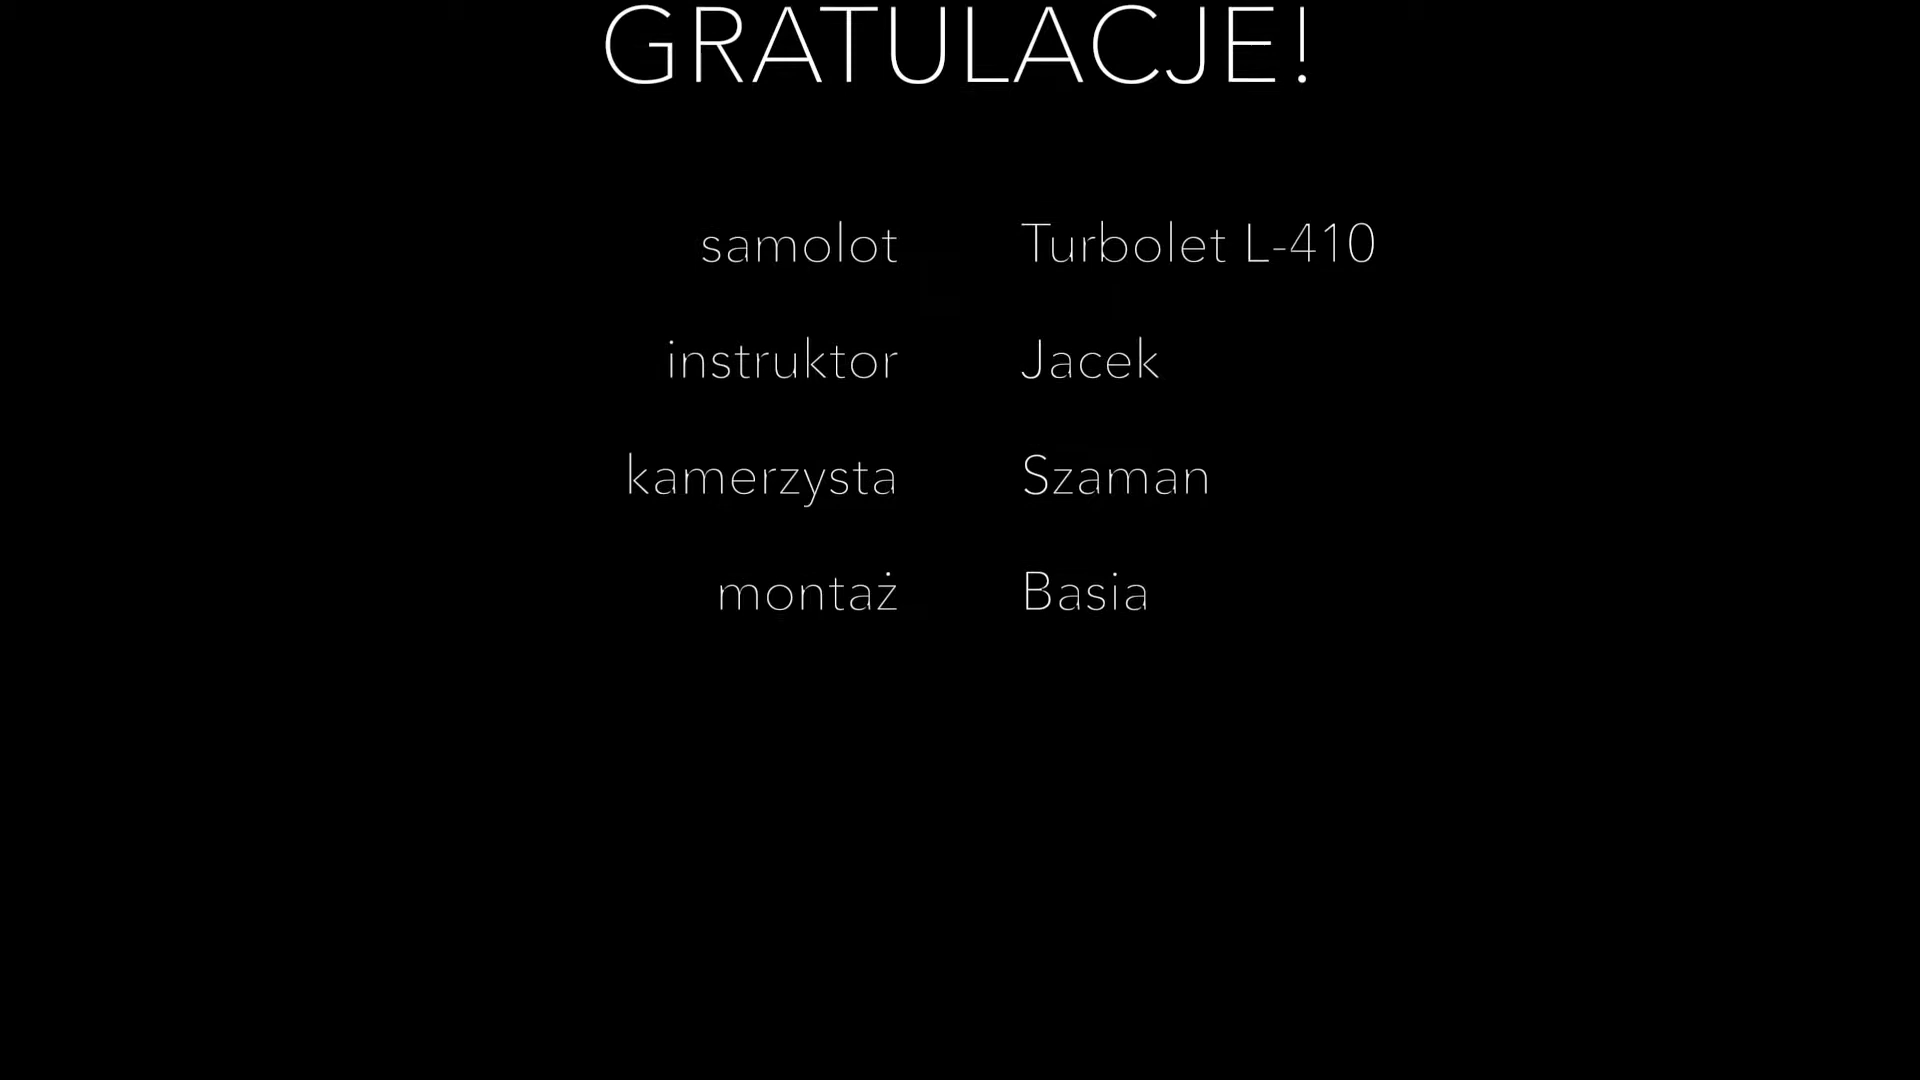 GRATULACJE!
samolot Turbolet L-410
instruktor Jacek
kamerzysta Szaman
montaż Basia